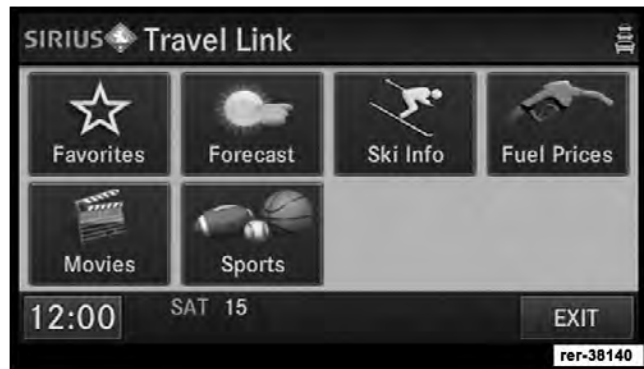 SIRIUS Travel Link
Favorites Forecast Ski Info Fuel Prices
Movies Sports
12:00 SAT 15 EXIT
rer-38140